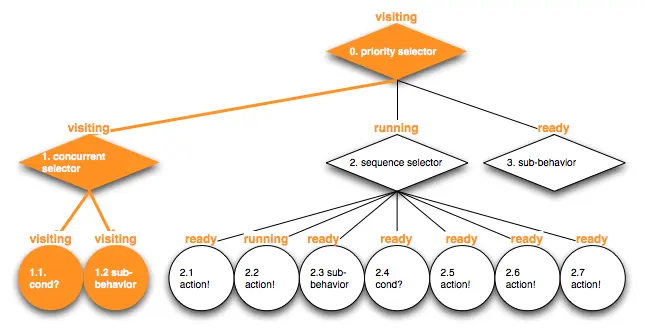 visiting
0. priority selector
visiting
running
ready
1. concurrent
selector
2. sequence selector
3. sub-behavior
visiting
visiting
ready
running
ready
ready
ready
ready
ready
1.1.
cond?
1.2 sub-
behavior
2.1
action!
2.2
action!
2.3 sub-
behavior
2.4
cond?
2.5
action!
2.6
action!
2.7
action!